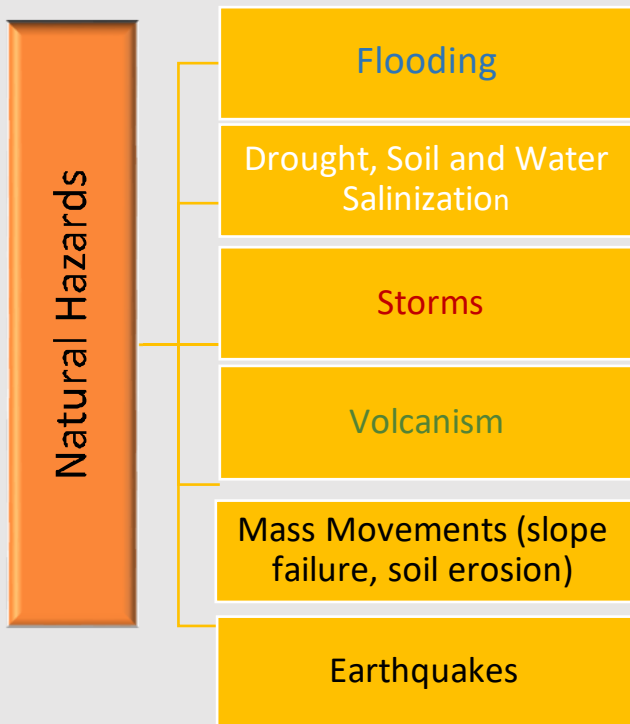 Natural Hazards
Flooding
Drought, Soil and Water
Salinization
Storms
Volcanism
Mass Movements (slope
failure, soil erosion)
Earthquakes